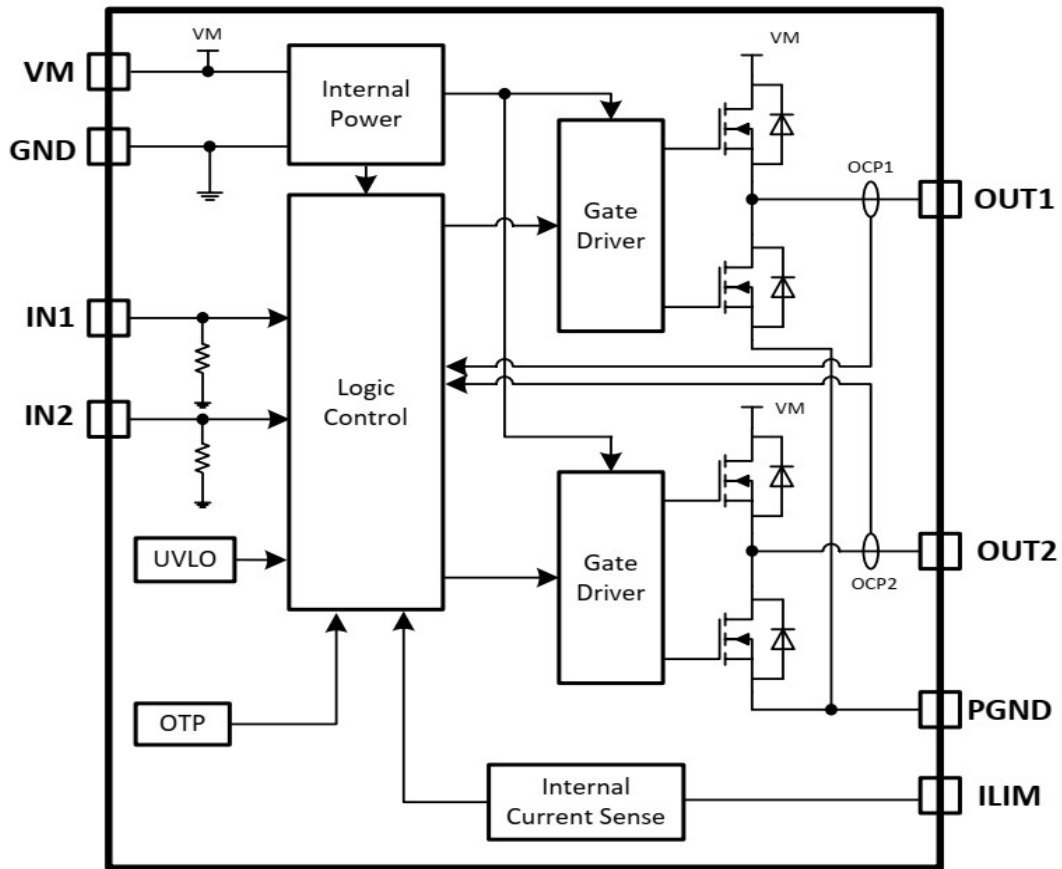 VM
VM
VM
Internal
Power
GND
OCP1
OUT1
Gate
Driver
IN1
Logic
Control
IN2
VM
UVLO
Gate
Driver
OUT2
OCP2
OTP
PGND
Internal
Current Sense
ILIM